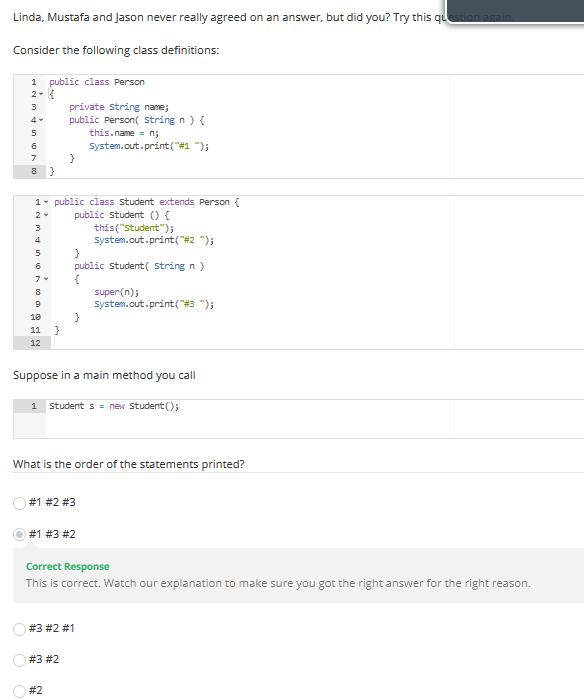 Linda, Mustafa and Jason never really agreed on an answer, but did you? Try this question again.
Consider the following class definitions:
1 public class Person
2 {
3 private String name;
4 public Person( String n ) {
5 this.name = n;
6 System.out.print("#1 ");
7 }
8 }
1 public class Student extends Person {
2 public Student () {
3 this("Student");
4 System.out.print("#2 ");
5 }
6 public Student( String n )
7 {
8 super(n);
9 System.out.print("#3 ");
10 }
11 }
12
Suppose in a main method you call
1 Student s = new Student();
What is the order of the statements printed?
#1 #2 #3
#1 #3 #2
Correct Response
This is correct. Watch our explanation to make sure you got the right answer for the right reason.
#3 #2 #1
#3 #2
#2